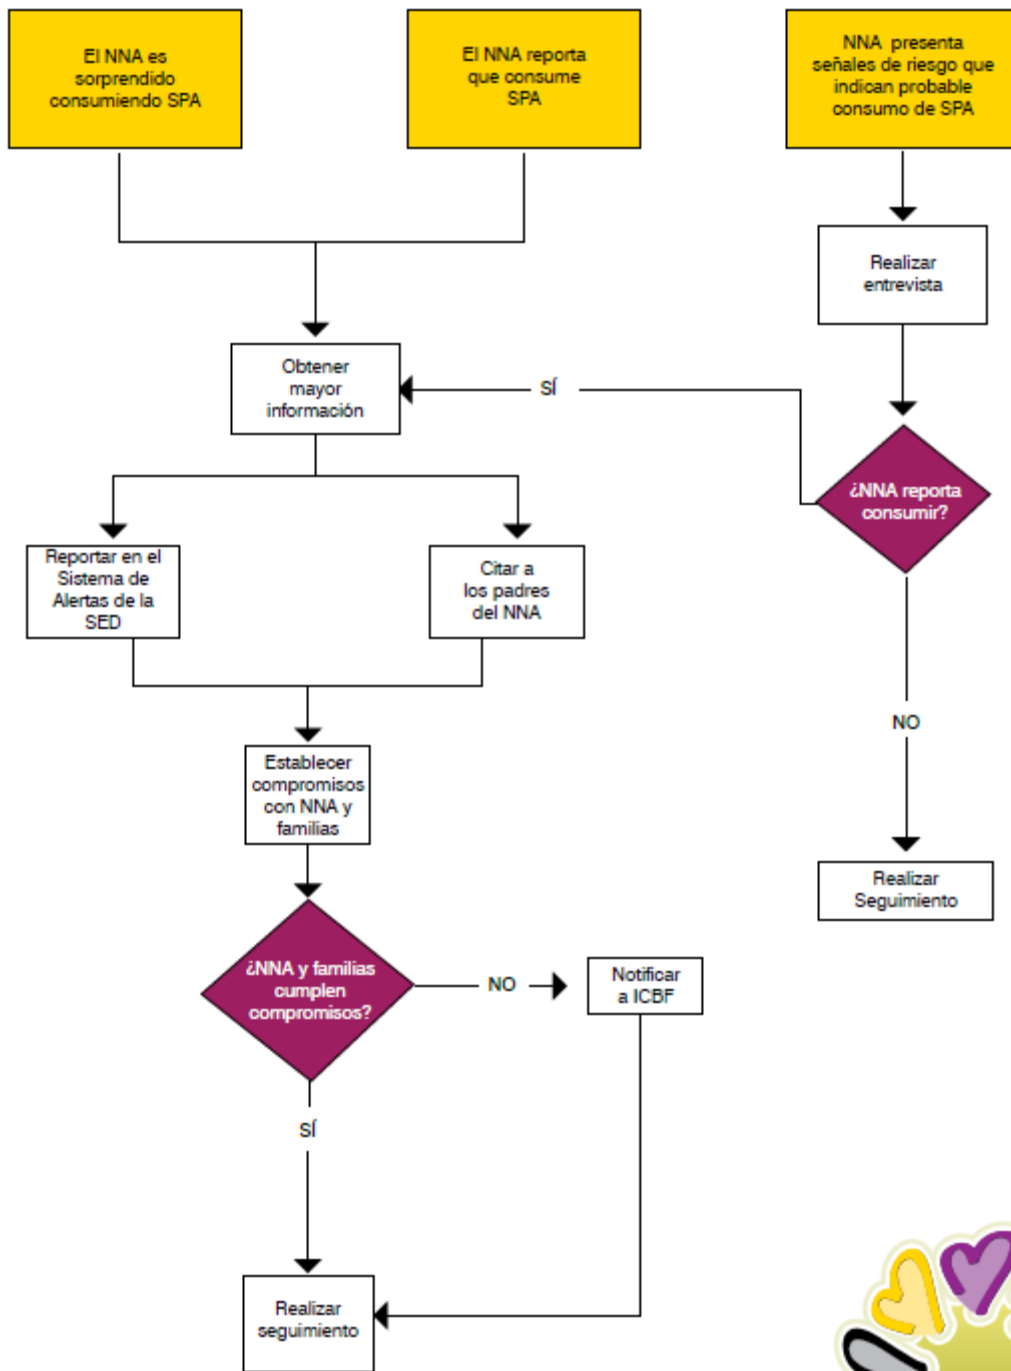 El NNA es
sorprendido
consumiendo SPA
El NNA reporta
que consume
SPA
NNA presenta
señales de riesgo que
indican probable
consumo de SPA
Realizar
entrevista
Obtener
mayor
información
SÍ
¿NNA reporta
consumir?
Reportar en el
Sistema de
Alertas de la
SED
Citar a
los padres
del NNA
NO
Establecer
compromisos
con NNA y
familias
Realizar
Seguimiento
¿NNA y familias
cumplen
compromisos?
NO
Notificar
a ICBF
SÍ
Realizar
seguimiento